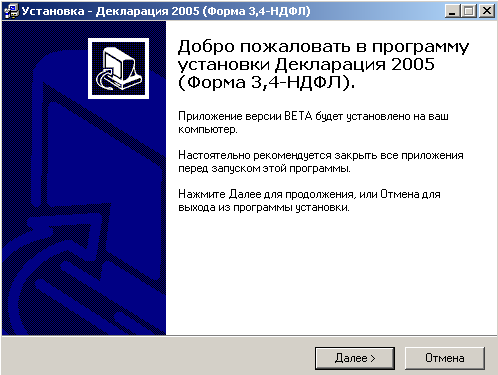 Установка - Декларация 2005 (Форма 3,4-НДФЛ)
Добро пожаловать в программу
установки Декларация 2005
(Форма 3,4-НДФЛ).
Приложение версии BETA будет установлено на ваш
компьютер.
Настоятельно рекомендуется закрыть все приложения
перед запуском этой программы.
Нажмите Далее для продолжения, или Отмена для
выхода из программы установки.
Далее >
Отмена